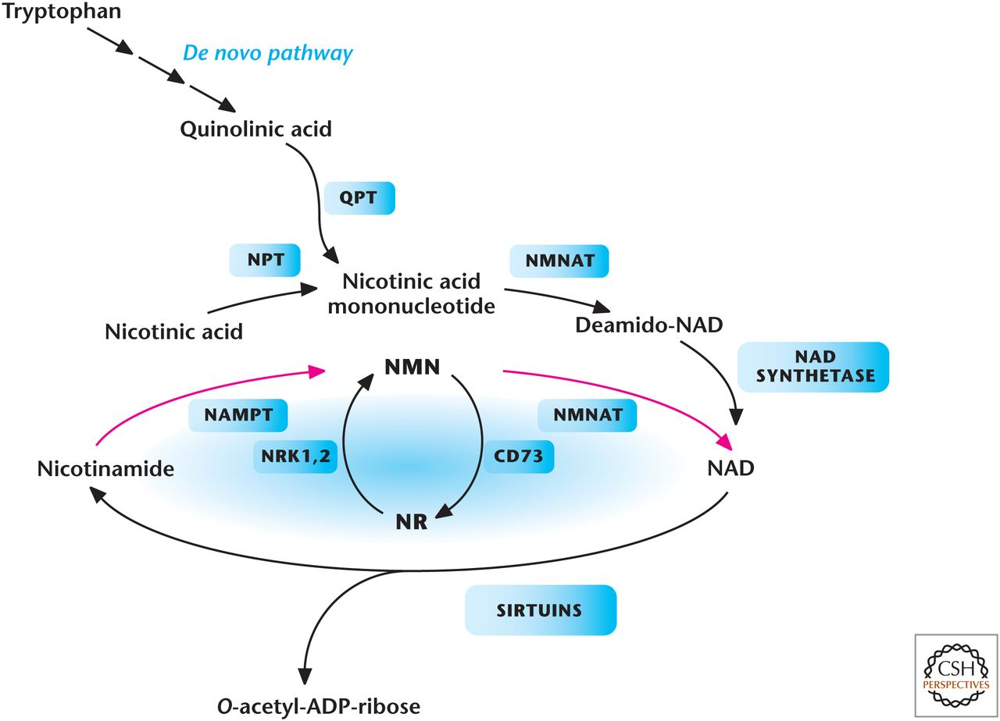 Tryptophan
De novo pathway
Quinolinic acid
QPT
NPT
NMNAT
Nicotinic acid
mononucleotide
Nicotinic acid
Deamido-NAD
NAD
SYNTHETASE
NMN
NAMPT
NMNAT
NRK1,2
CD73
Nicotinamide
NAD
NR
SIRTUINS
O-acetyl-ADP-ribose
CSH
PERSPECTIVES